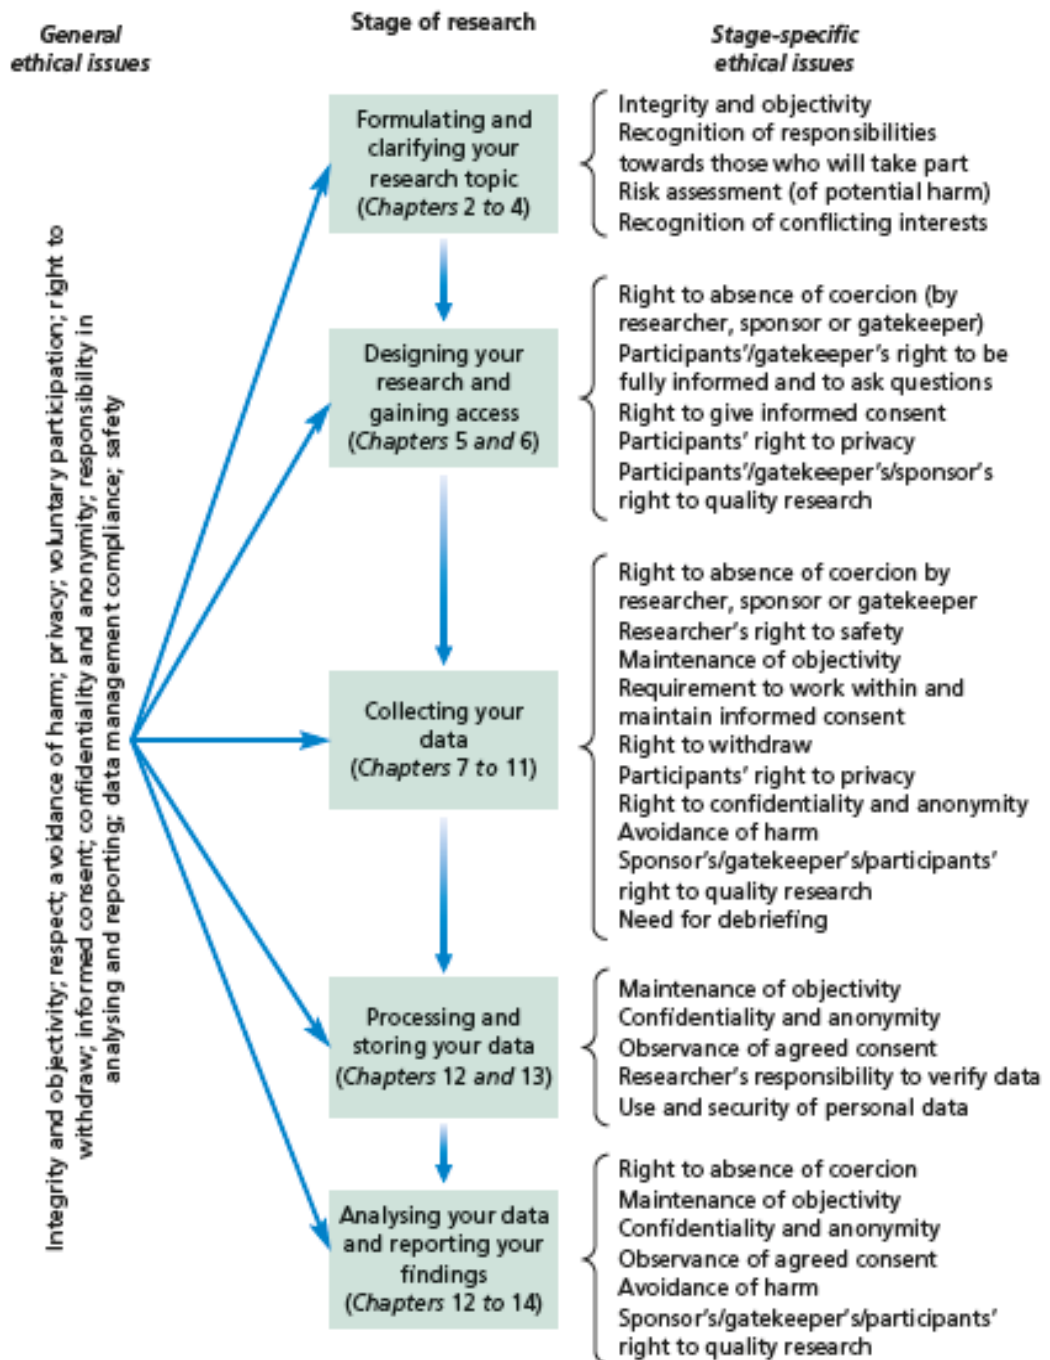 General
ethical issues
Stage of research
Stage-specific
ethical issues
Integrity and objectivity; respect; avoidance of harm; privacy; voluntary participation; right to
withdraw; informed consent; confidentiality and anonymity; responsibility in
analysing and reporting; data management compliance; safety
Formulating and
clarifying your
research topic
(Chapters 2 to 4)
Integrity and objectivity
Recognition of responsibilities
towards those who will take part
Risk assessment (of potential harm)
Recognition of conflicting interests
Designing your
research and
gaining access
(Chapters 5 and 6)
Right to absence of coercion (by
researcher, sponsor or gatekeeper)
Participants'/gatekeeper's right to be
fully informed and to ask questions
Right to give informed consent
Participants' right to privacy
Participants'/gatekeeper's/sponsor's
right to quality research
Collecting your
data
(Chapters 7 to 11)
Right to absence of coercion by
researcher, sponsor or gatekeeper
Researcher's right to safety
Maintenance of objectivity
Requirement to work within and
maintain informed consent
Right to withdraw
Participants' right to privacy
Right to confidentiality and anonymity
Avoidance of harm
Sponsor's/gatekeeper's/participants'
right to quality research
Need for debriefing
Processing and
storing your data
(Chapters 12 and 13)
Maintenance of objectivity
Confidentiality and anonymity
Observance of agreed consent
Researcher's responsibility to verify data
Use and security of personal data
Analysing your data
and reporting your
findings
(Chapters 12 to 14)
Right to absence of coercion
Maintenance of objectivity
Confidentiality and anonymity
Observance of agreed consent
Avoidance of harm
Sponsor's/gatekeeper's/participants'
right to quality research